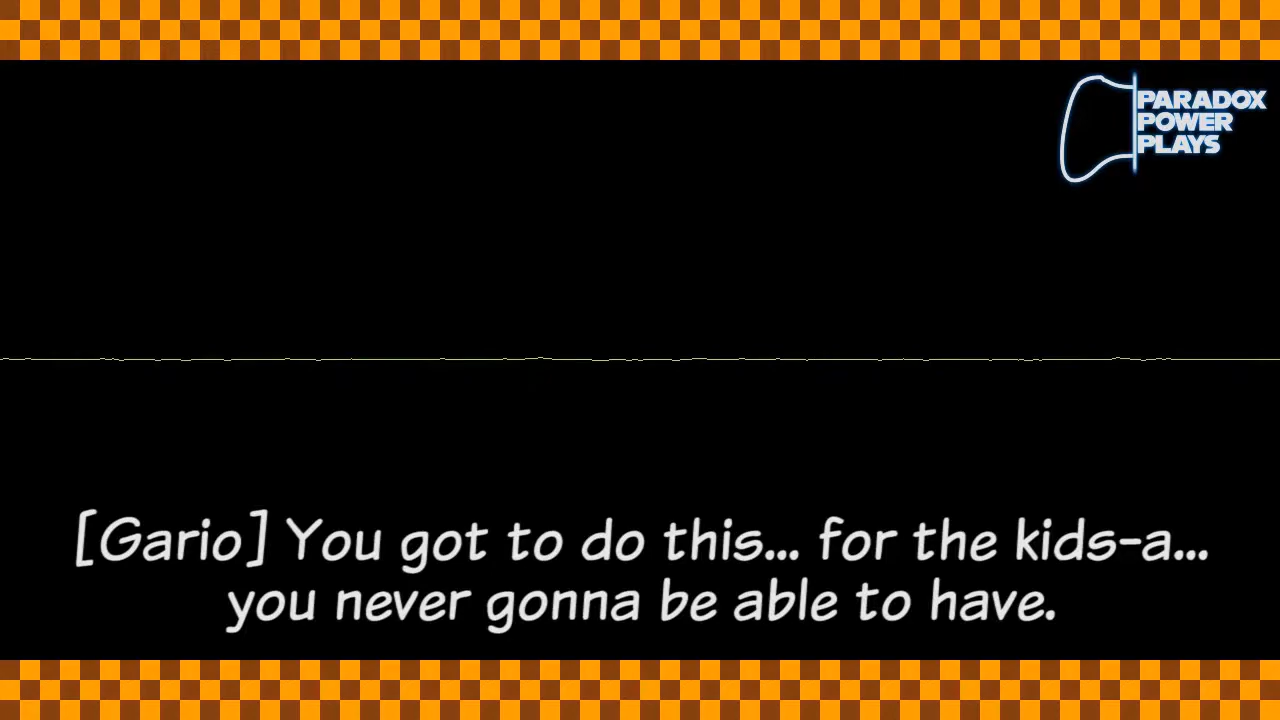 PARADOX
POWER
PLAYS
[Gario] You got to do this... for the kids-a...
you never gonna be able to have.